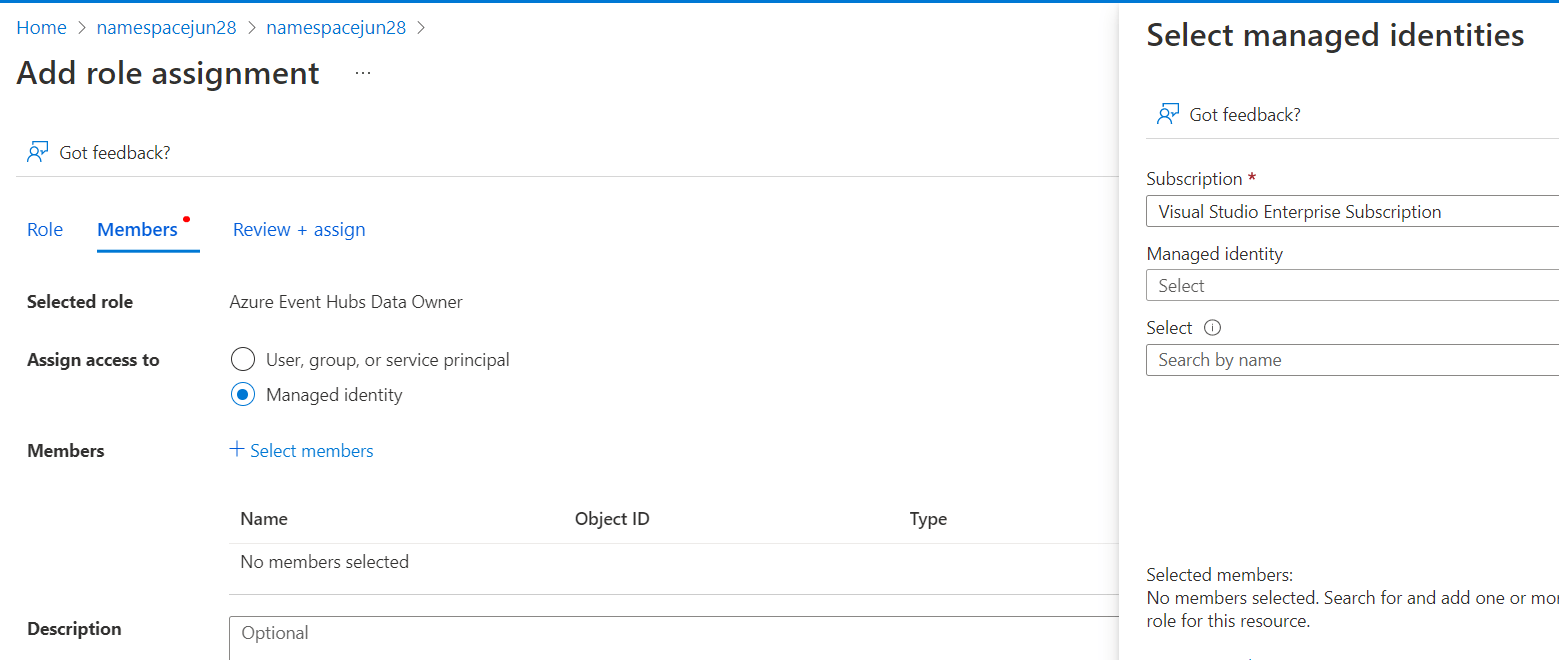 Home > namespacejun28 > namespacejun28 >
Add role assignment ...
Got feedback?
Role Members Review + assign
Selected role Azure Event Hubs Data Owner
Assign access to User, group, or service principal
Managed identity
Members + Select members
Name Object ID Type
No members selected
Description Optional
Select managed identities
Got feedback?
Subscription *
Visual Studio Enterprise Subscription
Managed identity
Select
Select
Search by name
Selected members:
No members selected. Search for and add one or
role for this resource.